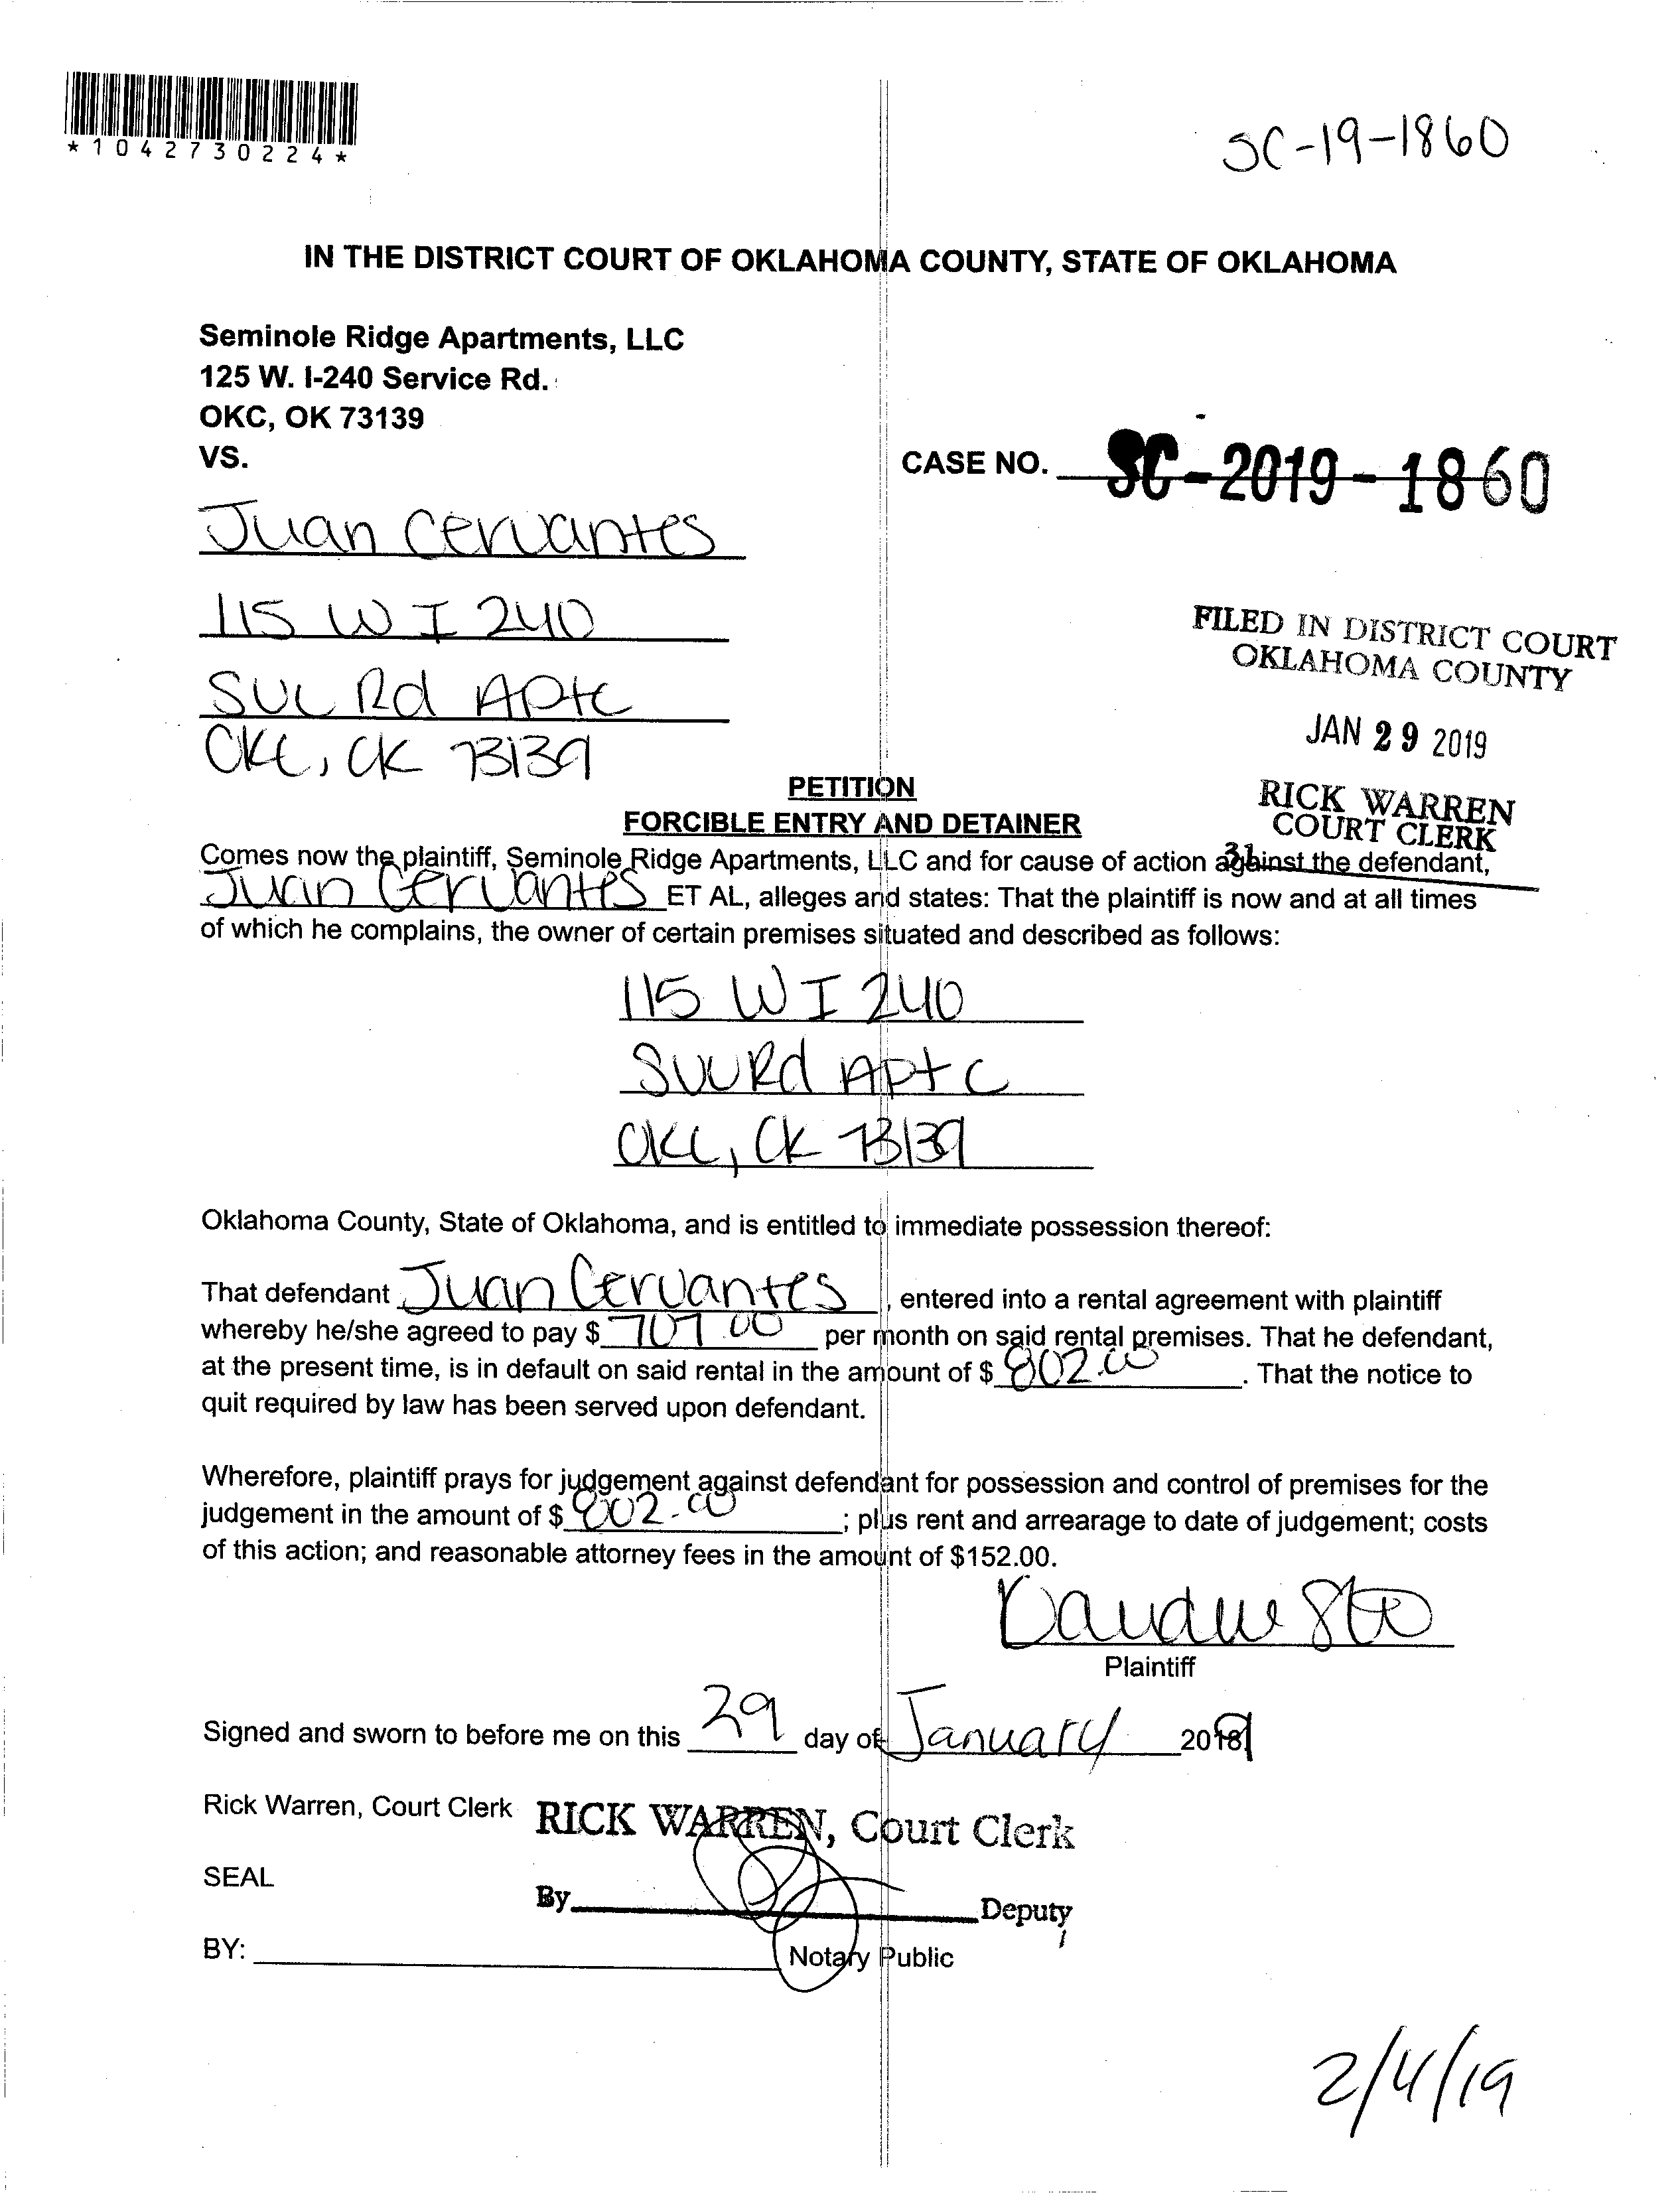 *1042730224*
SC-19-1860
IN THE DISTRICT COURT OF OKLAHOMA COUNTY, STATE OF OKLAHOMA
Seminole Ridge Apartments, LLC
125 W. I-240 Service Rd.
OKC, OK 73139
VS.
CASE NO. SC-2019-1860
Juan Cervantes
115 W I 240
SVC Rd Apt C
OKC, OK 73139
FILED IN DISTRICT COURT
OKLAHOMA COUNTY
JAN 29 2019
RICK WARREN
COURT CLERK
31
PETITION
FORCIBLE ENTRY AND DETAINER
Comes now the plaintiff, Seminole Ridge Apartments, LLC and for cause of action against the defendant,
Juan Cervantes ET AL, alleges and states: That the plaintiff is now and at all times
of which he complains, the owner of certain premises situated and described as follows:
115 W I 240
SVC Rd Apt C
OKC, OK 73139
Oklahoma County, State of Oklahoma, and is entitled to immediate possession thereof:
That defendant Juan Cervantes, entered into a rental agreement with plaintiff
whereby he/she agreed to pay $ 707.00 per month on said rental premises. That he defendant,
at the present time, is in default on said rental in the amount of $ 802.00. That the notice to
quit required by law has been served upon defendant.
Wherefore, plaintiff prays for judgement against defendant for possession and control of premises for the
judgement in the amount of $ 802.00; plus rent and arrearage to date of judgement; costs
of this action; and reasonable attorney fees in the amount of $152.00.
Plaintiff
Signed and sworn to before me on this 29 day of January 2019
Rick Warren, Court Clerk RICK WARREN, Court Clerk
SEAL
By Deputy
BY: Notary Public
2/4/19